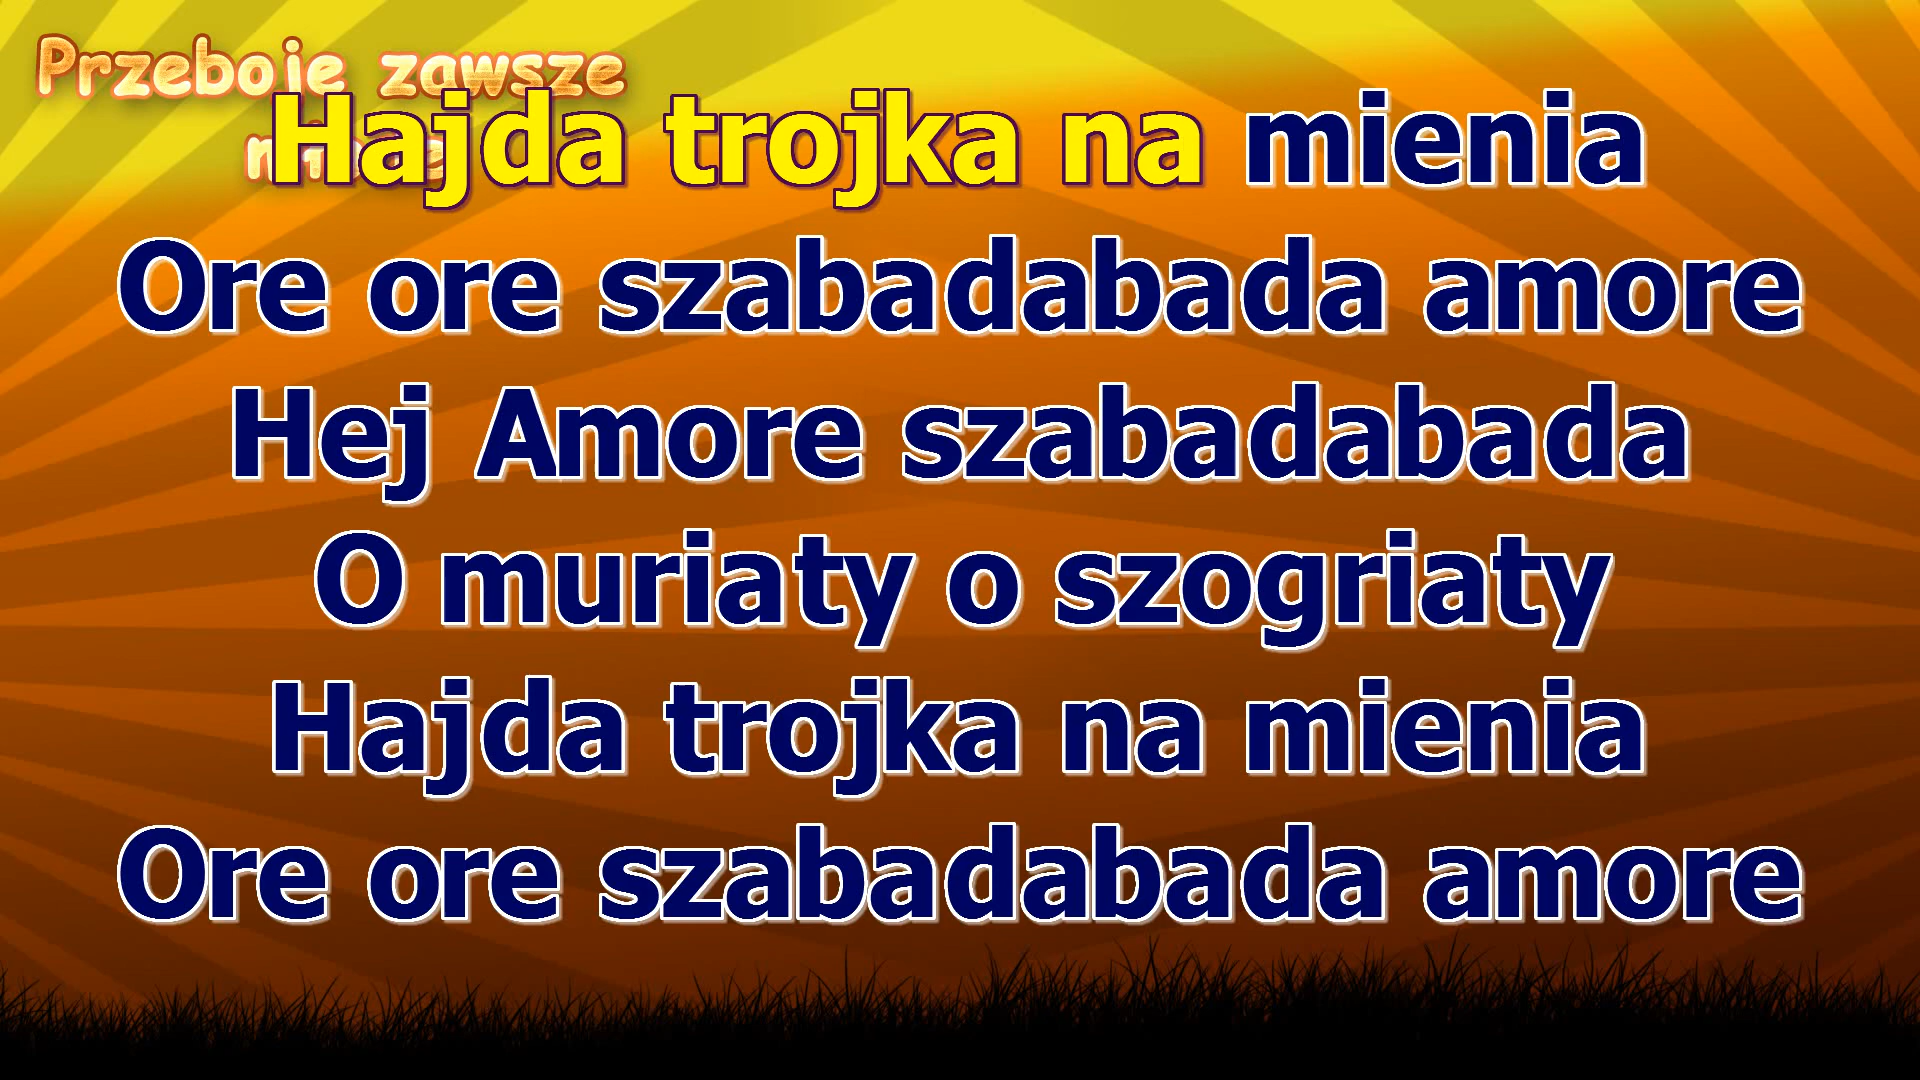 Przeboje zawsze
Hajda trojka na mienia
Ore ore szabadabada amore
Hej Amore szabadabada
O muriaty o szogriaty
Hajda trojka na mienia
Ore ore szabadabada amore